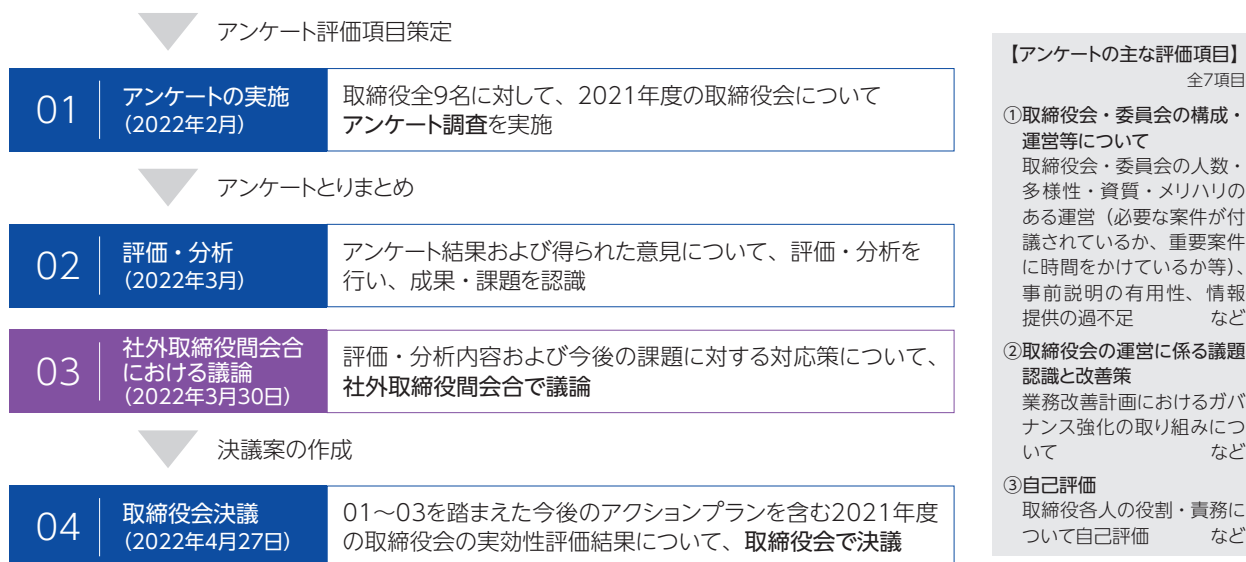 アンケート評価項目策定
01
アンケートの実施
(2022年2月)
取締役全9名に対して、2021年度の取締役会について
アンケート調査を実施
アンケートとりまとめ
02
評価・分析
(2022年3月)
アンケート結果および得られた意見について、評価・分析を
行い、成果・課題を認識
03
社外取締役間会合
における議論
(2022年3月30日)
評価・分析内容および今後の課題に対する対応策について、
社外取締役間会合で議論
決議案の作成
04
取締役会決議
(2022年4月27日)
01〜03を踏まえた今後のアクションプランを含む2021年度
の取締役会の実効性評価結果について、取締役会で決議
【アンケートの主な評価項目】
全7項目
①取締役会・委員会の構成・
運営等について
取締役会・委員会の人数・
多様性・資質・メリハリの
ある運営（必要な案件が付
議されているか、重要案件
に時間をかけているか等）、
事前説明の有用性、情報
提供の過不足 など
②取締役会の運営に係る議題
認識と改善策
業務改善計画におけるガバ
ナンス強化の取り組みにつ
いて など
③自己評価
取締役各人の役割・責務に
ついて自己評価 など